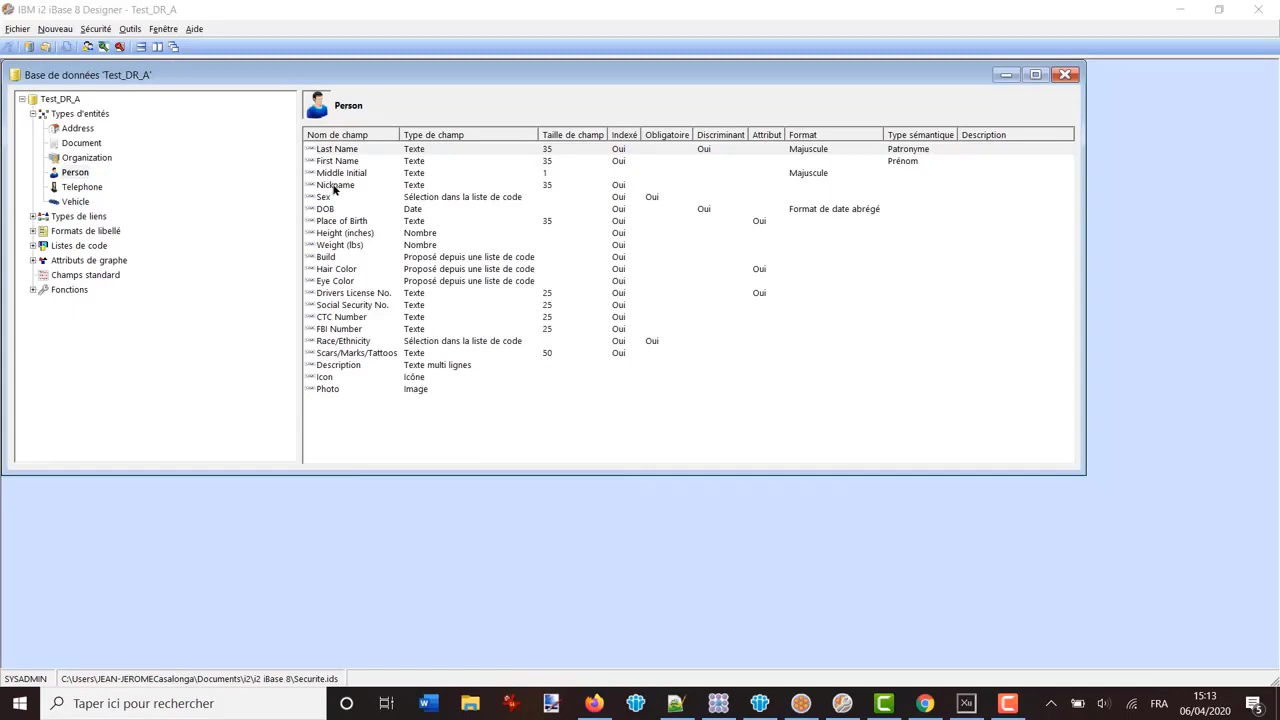 IBM i2 iBase 8 Designer - Test_DR_A
Fichier Nouveau Sécurité Outils Fenêtre Aide
Base de données 'Test_DR_A'
Test_DR_A
Types d'entités
Address
Document
Organization
Person
Telephone
Vehicle
Types de liens
Formats de libellé
Listes de code
Attributs de graphe
Champs standard
Fonctions
Person
Nom de champ Type de champ Taille de champ Indexé Obligatoire Discriminant Attribut Format Type sémantique Description
Last Name Texte 35 Oui Oui Majuscule Patronyme
First Name Texte 35 Oui Prénom
Middle Initial Texte 1 Majuscule
Nickname Texte 35 Oui
Sex Sélection dans la liste de code Oui Oui
DOB Date Oui Oui Format de date abrégé
Place of Birth Texte 35 Oui Oui
Height (inches) Nombre Oui
Weight (lbs) Nombre Oui
Build Proposé depuis une liste de code Oui
Hair Color Proposé depuis une liste de code Oui Oui
Eye Color Proposé depuis une liste de code Oui
Drivers License No. Texte 25 Oui Oui
Social Security No. Texte 25 Oui
CTC Number Texte 25 Oui
FBI Number Texte 25 Oui
Race/Ethnicity Sélection dans la liste de code Oui Oui
Scars/Marks/Tattoos Texte 50 Oui
Description Texte multi lignes
Icon Icône
Photo Image
SYSADMIN C:\Users\JEAN-JEROMECasalonga\Documents\i2\i2 iBase 8\Securite.ids
Taper ici pour rechercher
FRA
15:13
06/04/2020
5